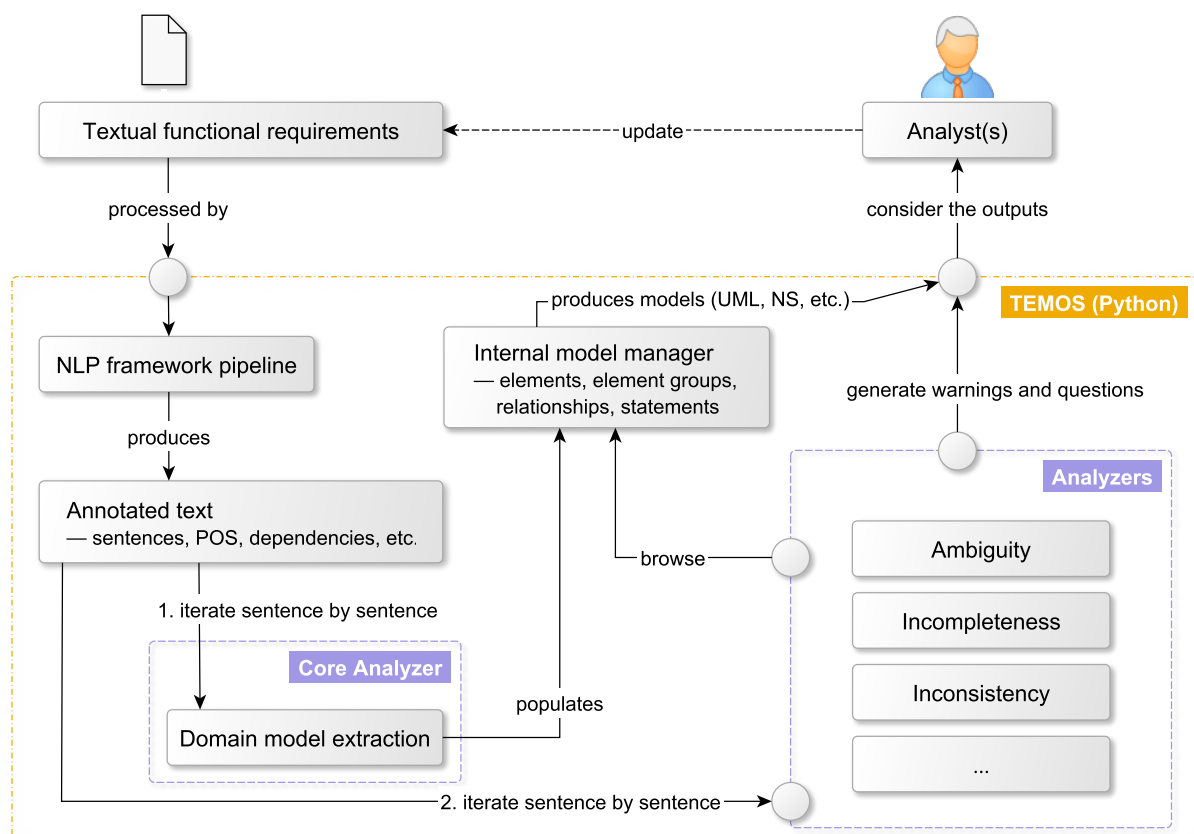 Textual functional requirements
update
Analyst(s)
processed by
consider the outputs
produces models (UML, NS, etc.)
TEMOS (Python)
NLP framework pipeline
Internal model manager
— elements, element groups,
relationships, statements
generate warnings and questions
produces
Analyzers
Annotated text
— sentences, POS, dependencies, etc.
Ambiguity
browse
1. iterate sentence by sentence
Incompleteness
Core Analyzer
Inconsistency
populates
Domain model extraction
...
2. iterate sentence by sentence